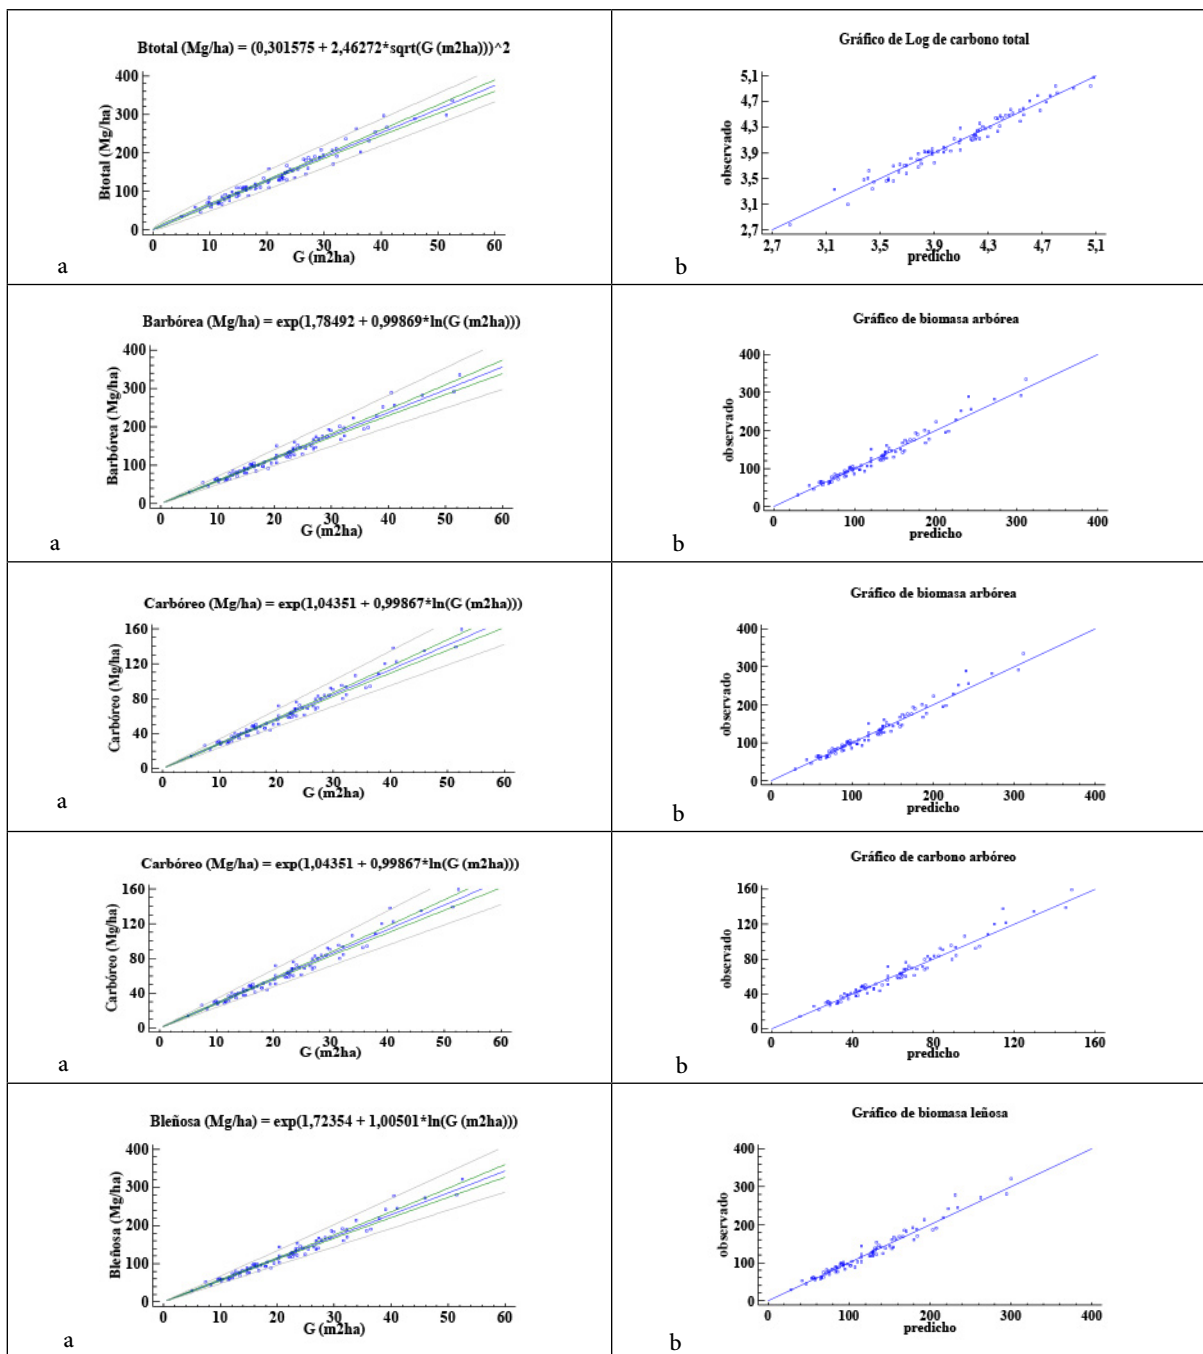 Btotal (Mg/ha) = (0,301575 + 2,46272*sqrt(G (m2ha)))^2
400
300
200
100
0
Btotal (Mg/ha)
0 10 20 30 40 50 60
G (m2ha)
a
Gráfico de Log de carbono total
5,1
4,7
4,3
3,9
3,5
3,1
2,7
observado
2,7 3,1 3,5 3,9 4,3 4,7 5,1
predicho
b
Barbórea (Mg/ha) = exp(1,78492 + 0,99869*ln(G (m2ha)))
400
300
200
100
0
Barbórea (Mg/ha)
0 10 20 30 40 50 60
G (m2ha)
a
Gráfico de biomasa arbórea
400
300
200
100
0
observado
0 100 200 300 400
predicho
b
Carbóreo (Mg/ha) = exp(1,04351 + 0,99867*ln(G (m2ha)))
160
120
80
40
0
Carbóreo (Mg/ha)
0 10 20 30 40 50 60
G (m2ha)
a
Gráfico de biomasa arbórea
400
300
200
100
0
observado
0 100 200 300 400
predicho
b
Carbóreo (Mg/ha) = exp(1,04351 + 0,99867*ln(G (m2ha)))
160
120
80
40
0
Carbóreo (Mg/ha)
0 10 20 30 40 50 60
G (m2ha)
a
Gráfico de carbono arbóreo
160
120
80
40
0
observado
0 40 80 120 160
predicho
b
Bleñosa (Mg/ha) = exp(1,72354 + 1,00501*ln(G (m2ha)))
400
300
200
100
0
Bleñosa (Mg/ha)
0 10 20 30 40 50 60
G (m2ha)
a
Gráfico de biomasa leñosa
400
300
200
100
0
observado
0 100 200 300 400
predicho
b